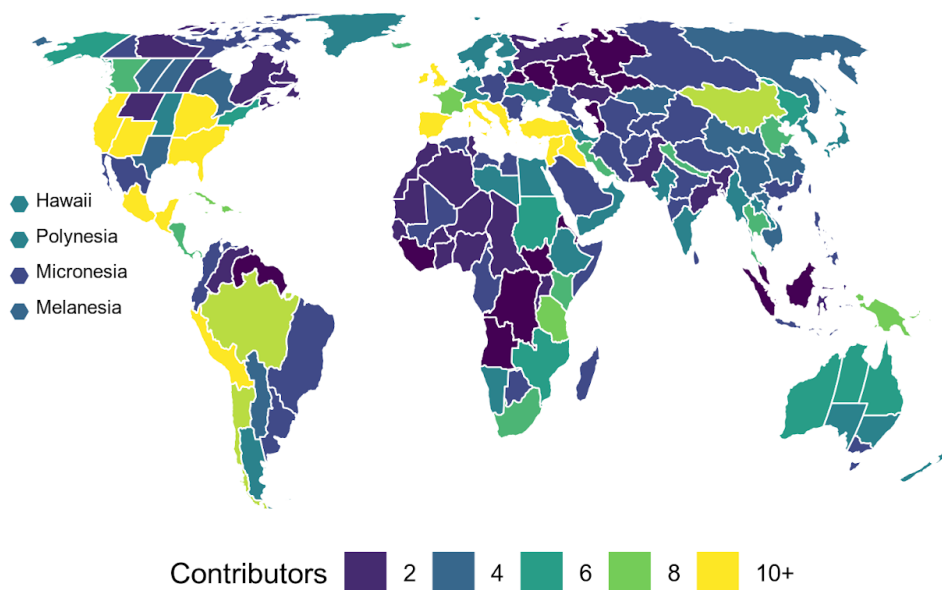 Hawaii
Polynesia
Micronesia
Melanesia
Contributors 2 4 6 8 10+